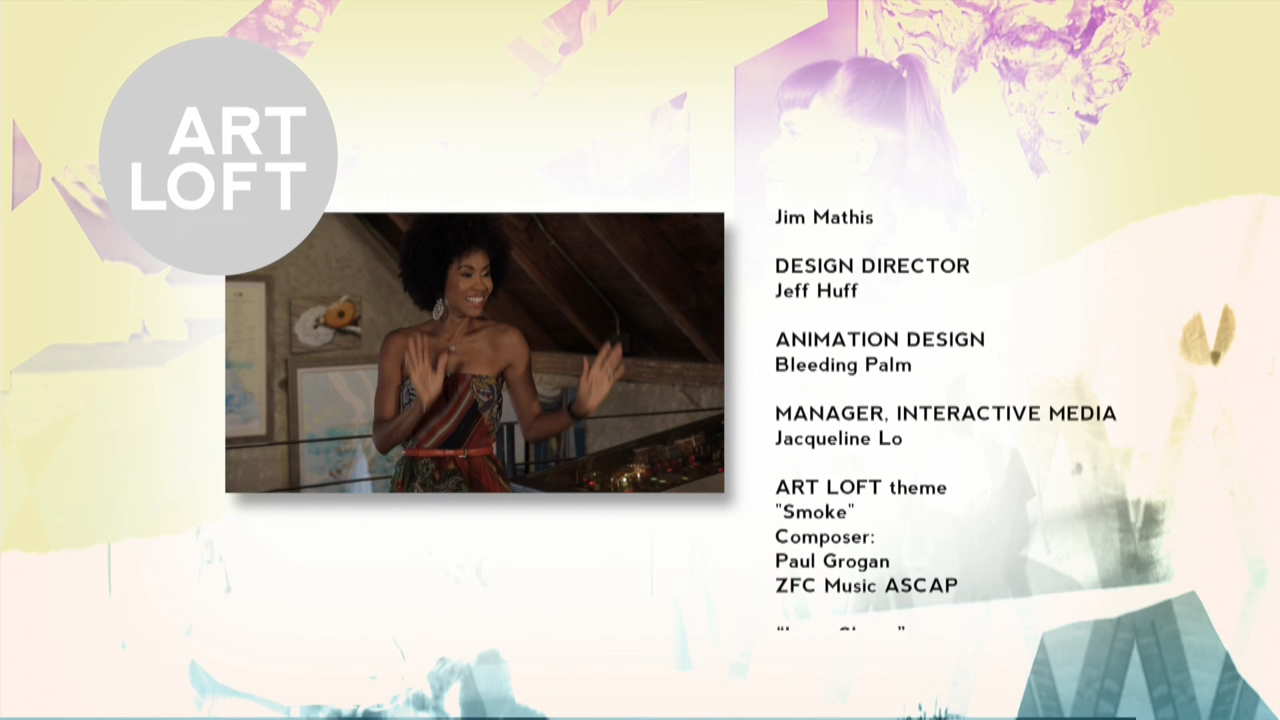 ART
LOFT
Jim Mathis
DESIGN DIRECTOR
Jeff Huff
ANIMATION DESIGN
Bleeding Palm
MANAGER, INTERACTIVE MEDIA
Jacqueline Lo
ART LOFT theme
"Smoke"
Composer:
Paul Grogan
ZFC Music ASCAP